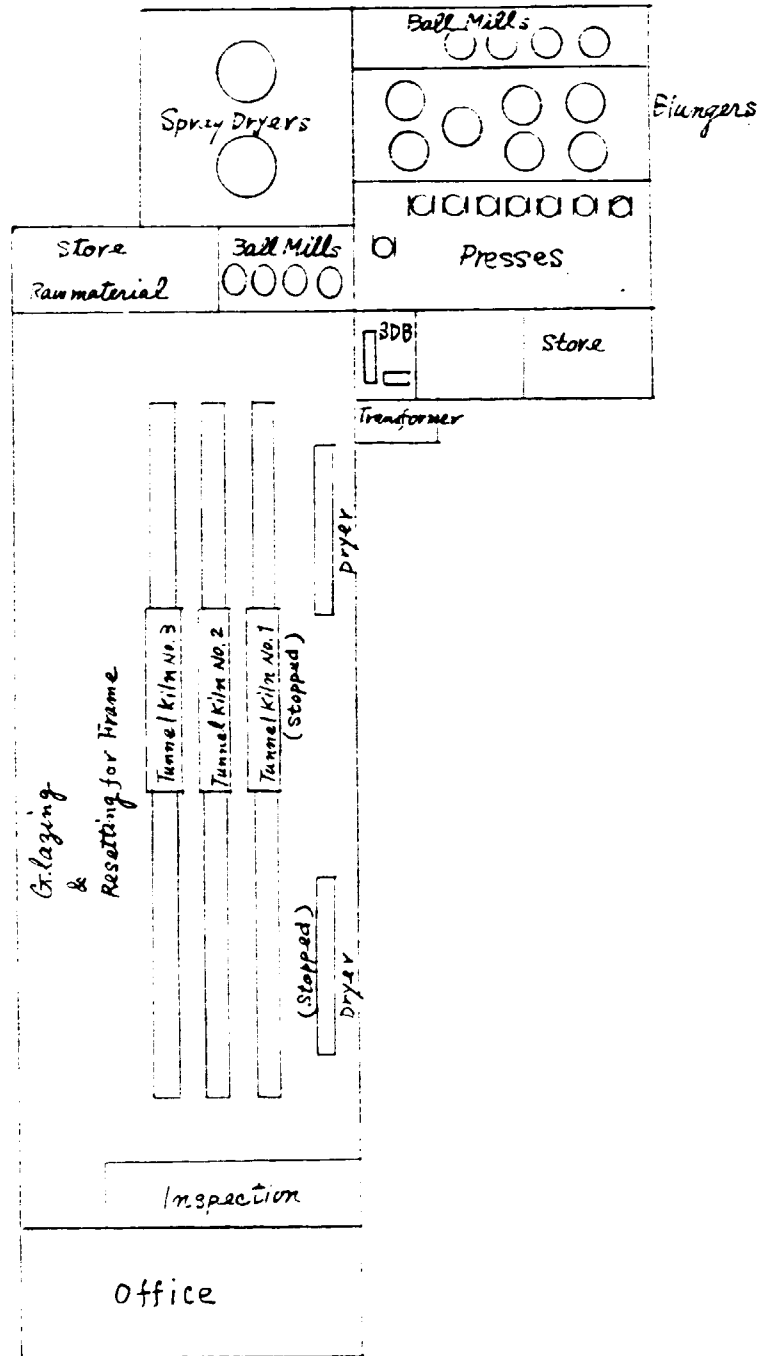 Ball Mills
Spray Dryers
Blungers
Store
Raw material
Ball Mills
Presses
3DB
Store
Transformer
Dryer
Tunnel Kiln No. 3
Tunnel Kiln No. 2
Tunnel Kiln No. 1
(Stopped)
Glazing
&
Resetting for Frame
(Stopped)
Dryer
Inspection
Office